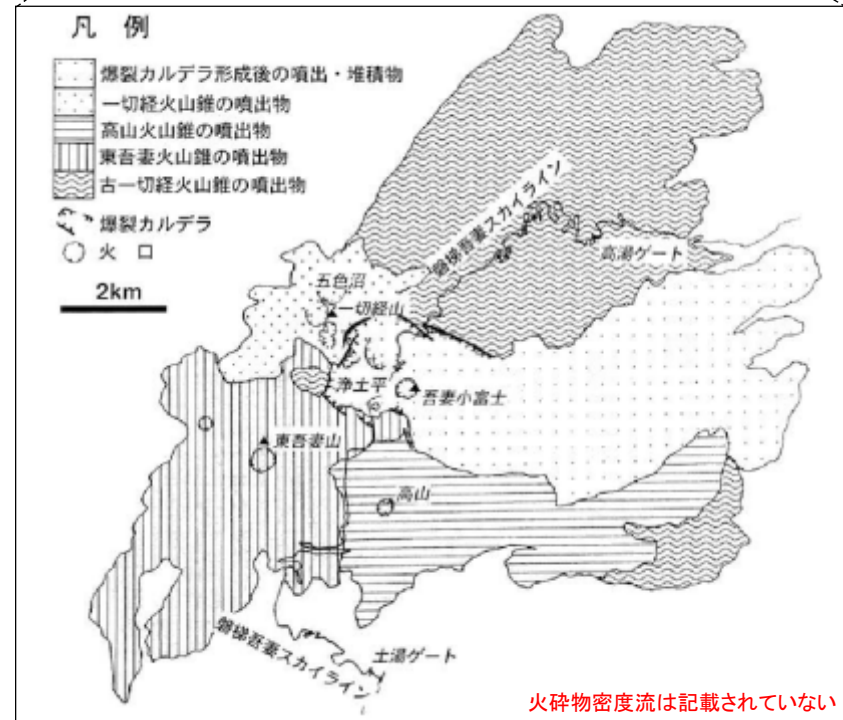 凡 例
爆裂カルデラ形成後の噴出・堆積物
一切経火山錐の噴出物
高山火山錐の噴出物
東吾妻火山錐の噴出物
古一切経火山錐の噴出物
爆裂カルデラ
火 口
2km
磐梯吾妻スカイライン
高湯ゲート
五色沼
一切経山
浄土平
吾妻小富士
東吾妻山
高山
磐梯吾妻スカイライン
土湯ゲート
火砕物密度流は記載されていない